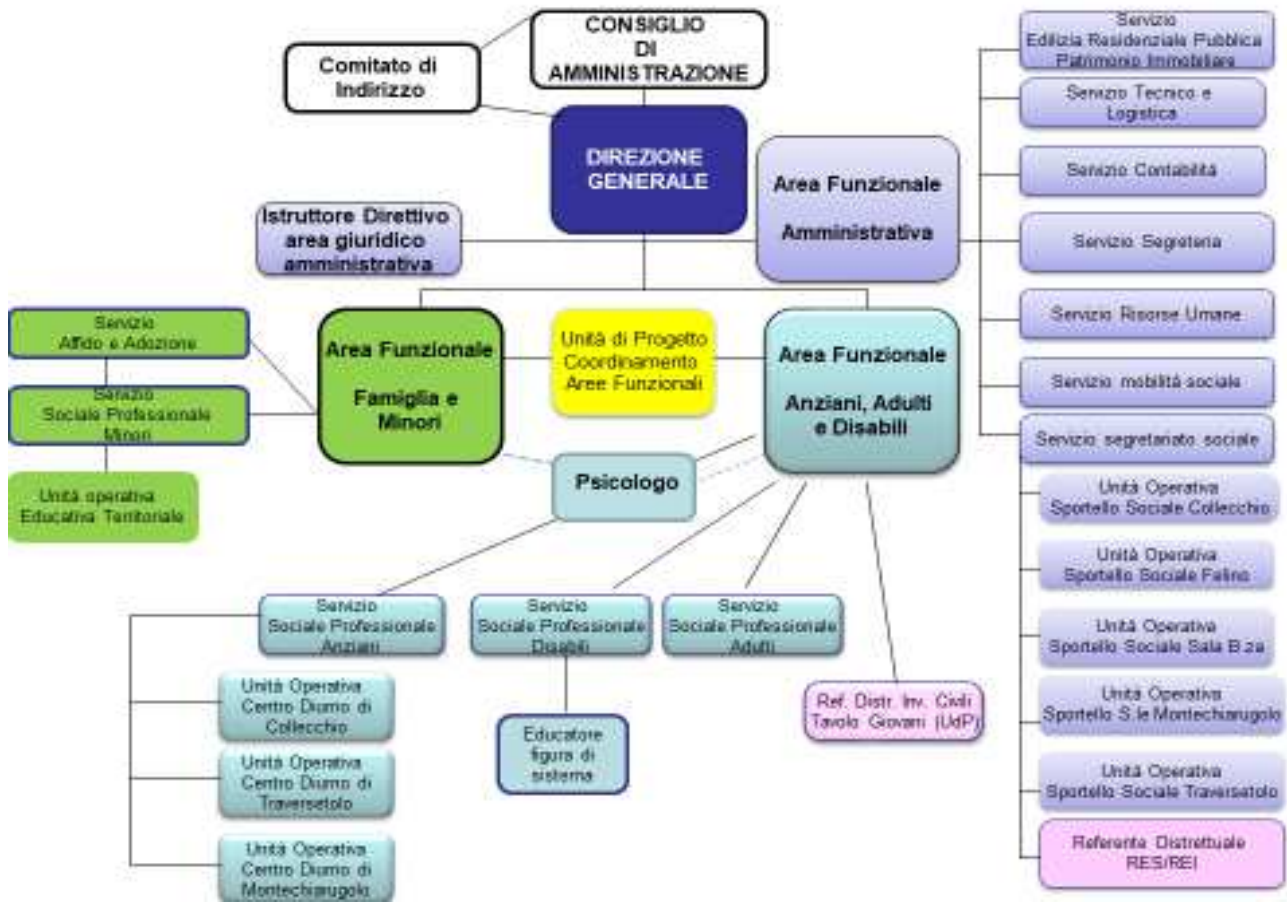 CONSIGLIO
DI
AMMINISTRAZIONE
Comitato di
Indirizzo
DIREZIONE
GENERALE
Area Funzionale
Amministrativa
Istruttore Direttivo
area giuridico
amministrativa
Servizio
Edilizia Residenziale Pubblica
Patrimonio Immobiliare
Servizio Tecnico e
Logistica
Servizio Contabilità
Servizio Segreteria
Servizio Risorse Umane
Servizio mobilità sociale
Servizio segretariato sociale
Unità Operativa
Sportello Sociale Collecchio
Unità Operativa
Sportello Sociale Felino
Unità Operativa
Sportello Sociale Sala B.za
Unità Operativa
Sportello S.le Montechiarugolo
Unità Operativa
Sportello Sociale Traversetolo
Referente Distrettuale
RES/REI
Servizio
Affido e Adozione
Servizio
Sociale Professionale
Minori
Unità operativa
Educativa Territoriale
Area Funzionale
Famiglia e
Minori
Unità di Progetto
Coordinamento
Aree Funzionali
Area Funzionale
Anziani, Adulti
e Disabili
Psicologo
Servizio
Sociale Professionale
Anziani
Servizio
Sociale Professionale
Disabili
Servizio
Sociale Professionale
Adulti
Unità Operativa
Centro Diurno di
Collecchio
Unità Operativa
Centro Diurno di
Traversetolo
Unità Operativa
Centro Diurno di
Montechiarugolo
Educatore
figura di
sistema
Ref. Distr. Inv. Civili
Tavolo Giovani (UdP)